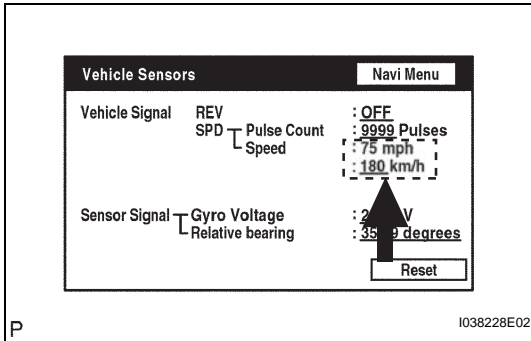 Vehicle Sensors Navi Menu
Vehicle Signal REV : OFF
SPD Pulse Count : 9999 Pulses
Speed : 75 mph
: 180 km/h
Sensor Signal Gyro Voltage : V
Relative bearing : degrees
Reset
P I038228E02